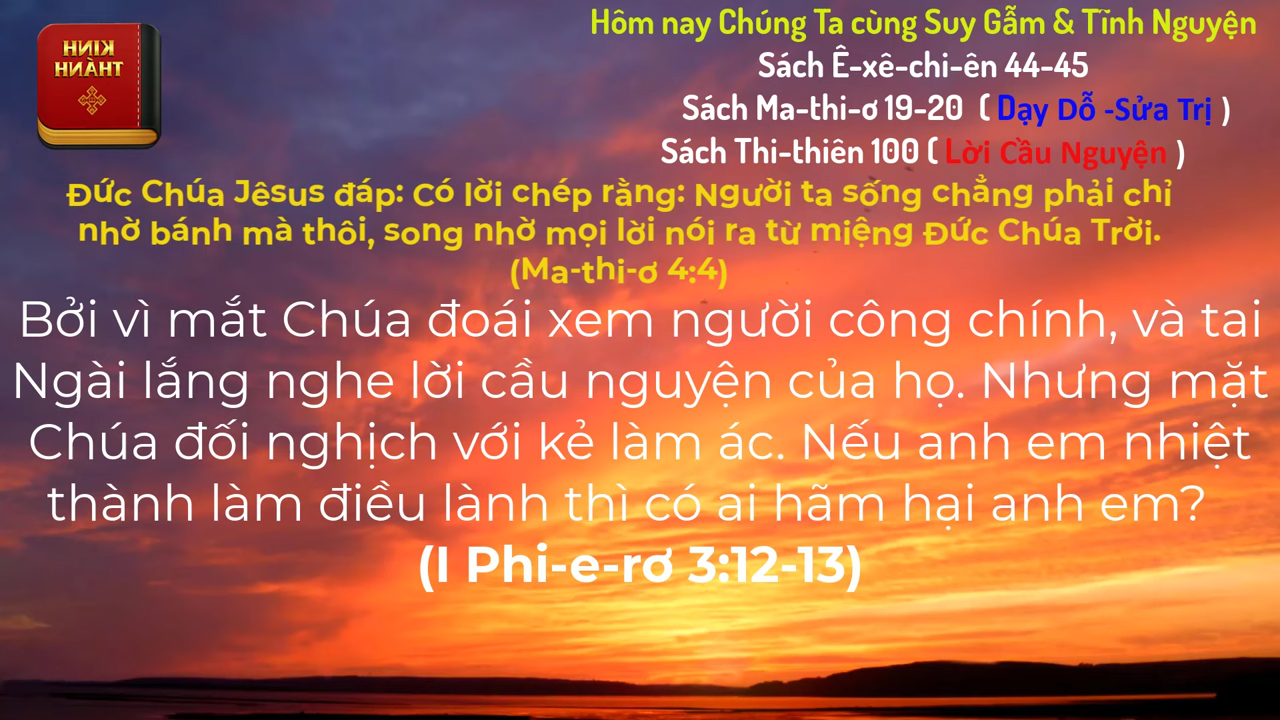 KINH
THÁNH
Hôm nay Chúng Ta cùng Suy Gẫm & Tĩnh Nguyện
Sách Ê-xê-chi-ên 44-45
Sách Ma-thi-ơ 19-20 ( Dạy Dỗ -Sửa Trị )
Sách Thi-thiên 100 ( Lời Cầu Nguyện )
Đức Chúa Jêsus đáp: Có lời chép rằng: Người ta sống chẳng phải chỉ
nhờ bánh mà thôi, song nhờ mọi lời nói ra từ miệng Đức Chúa Trời.
(Ma-thi-ơ 4:4)
Bởi vì mắt Chúa đoái xem người công chính, và tai
Ngài lắng nghe lời cầu nguyện của họ. Nhưng mặt
Chúa đối nghịch với kẻ làm ác. Nếu anh em nhiệt
thành làm điều lành thì có ai hãm hại anh em?
(I Phi-e-rơ 3:12-13)